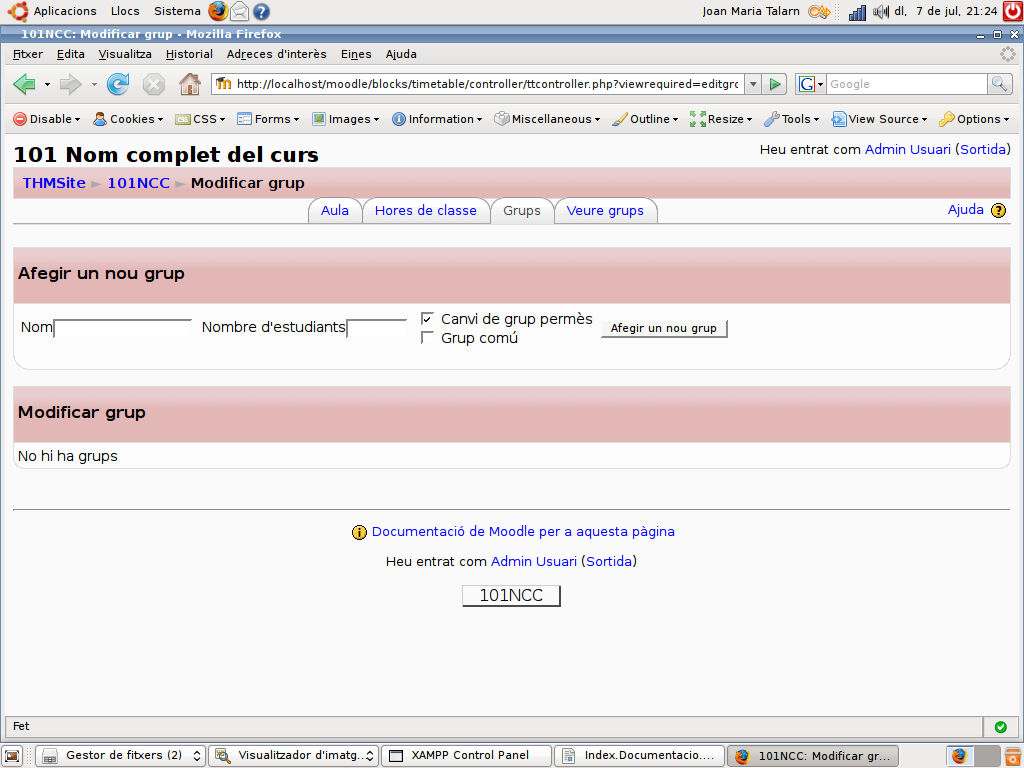 Aplicacions Llocs Sistema Joan Maria Talarn dl, 7 de jul, 21:24
101NCC: Modificar grup - Mozilla Firefox
Fitxer Edita Visualitza Historial Adreces d'interès Eines Ajuda
http://localhost/moodle/blocks/timetable/controller/ttcontroller.php?viewrequired=editgro Google
Disable Cookies CSS Forms Images Information Miscellaneous Outline Resize Tools View Source Options
101 Nom complet del curs Heu entrat com Admin Usuari (Sortida)
THMSite ► 101NCC ► Modificar grup
Aula Hores de classe Grups Veure grups Ajuda
Afegir un nou grup
Nom Nombre d'estudiants Canvi de grup permès Afegir un nou grup
Grup comú
Modificar grup
No hi ha grups
Documentació de Moodle per a aquesta pàgina
Heu entrat com Admin Usuari (Sortida)
101NCC
Fet
Gestor de fitxers (2) Visualitzador d'imatg... XAMPP Control Panel Index.Documentacio.... 101NCC: Modificar gr...